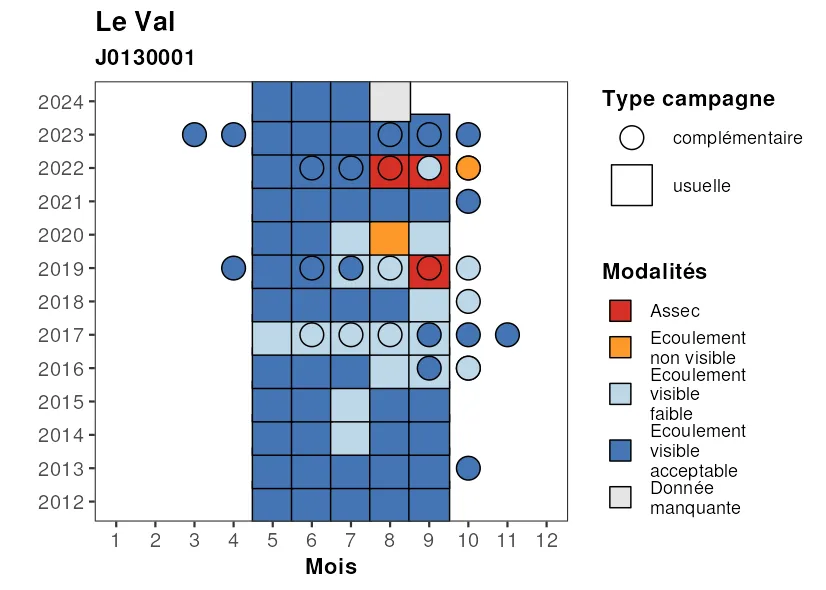 Le Val
J0130001
2024
2023
2022
2021
2020
2019
2018
2017
2016
2015
2014
2013
2012
1 2 3 4 5 6 7 8 9 10 11 12
Mois
Type campagne
complémentaire
usuelle
Modalités
Assec
Ecoulement
non visible
Ecoulement
visible
faible
Ecoulement
visible
acceptable
Donnée
manquante